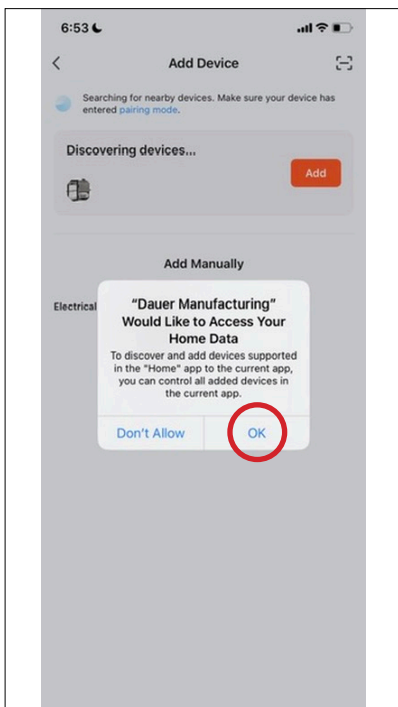 6:53
Add Device
Searching for nearby devices. Make sure your device has
entered pairing mode.
Discovering devices...
Add
Add Manually
Electrical
“Dauer Manufacturing”
Would Like to Access Your
Home Data
To discover and add devices supported
in the "Home" app to the current app,
you can control all added devices in
the current app.
Don't Allow
OK